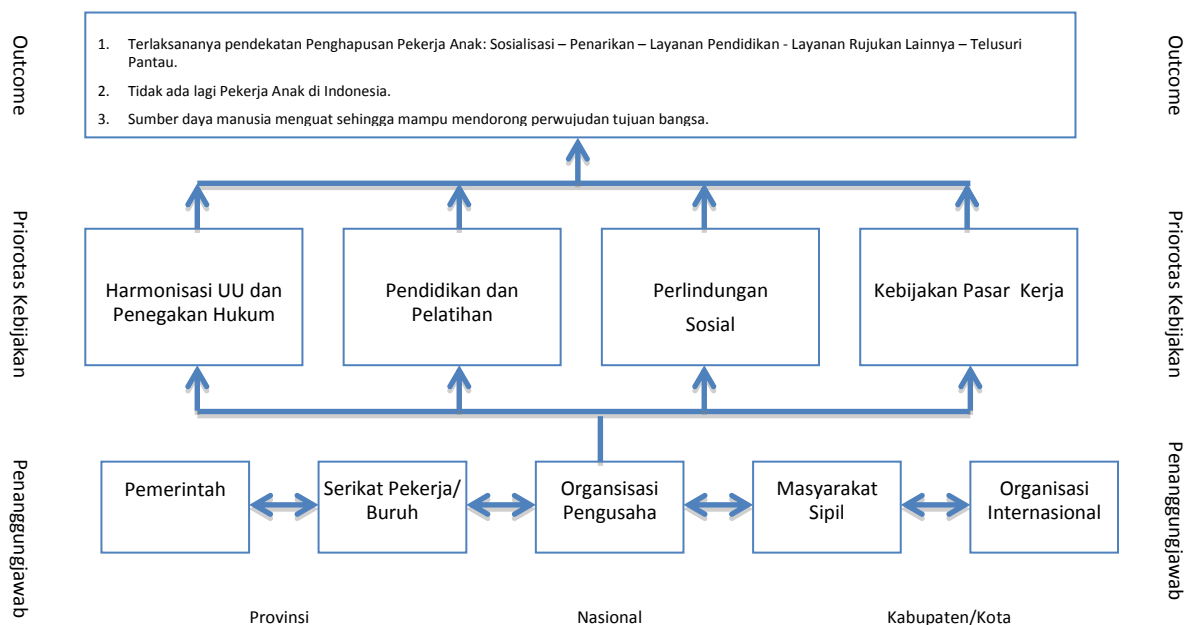 Outcome
Outcome
1. Terlaksananya pendekatan Penghapusan Pekerja Anak: Sosialisasi – Penarikan – Layanan Pendidikan - Layanan Rujukan Lainnya – Telusuri
Pantau.
2. Tidak ada lagi Pekerja Anak di Indonesia.
3. Sumber daya manusia menguat sehingga mampu mendorong perwujudan tujuan bangsa.
Priorotas Kebijakan
Priorotas Kebijakan
Harmonisasi UU dan
Penegakan Hukum
Pendidikan dan
Pelatihan
Perlindungan
Sosial
Kebijakan Pasar Kerja
Penanggungjawab
Penanggungjawab
Pemerintah
Serikat Pekerja/
Buruh
Organsisasi
Pengusaha
Masyarakat
Sipil
Organisasi
Internasional
Provinsi
Nasional
Kabupaten/Kota